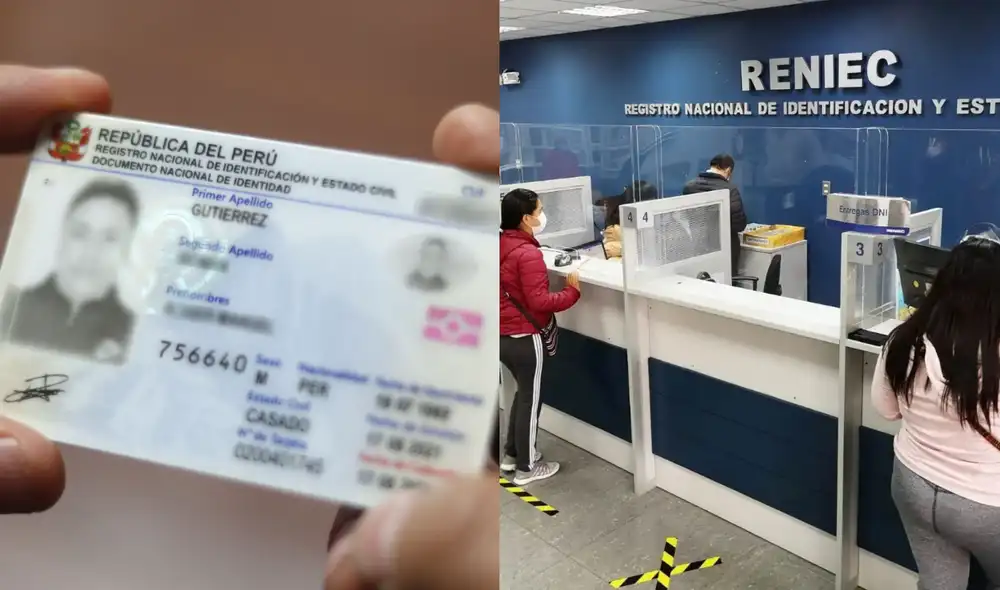 REPÚBLICA DEL PERÚ
REGISTRO NACIONAL DE IDENTIFICACIÓN Y ESTADO CIVIL
DOCUMENTO NACIONAL DE IDENTIDAD
Primer Apellido
GUTIERREZ
Segundo Apellido
Prenombres
756640
Sexo Nacionalidad
M PER
Estado Civil
CASADO
RENIEC
REGISTRO NACIONAL DE IDENTIFICACION Y EST
Entregas DNI
4 4
3 3